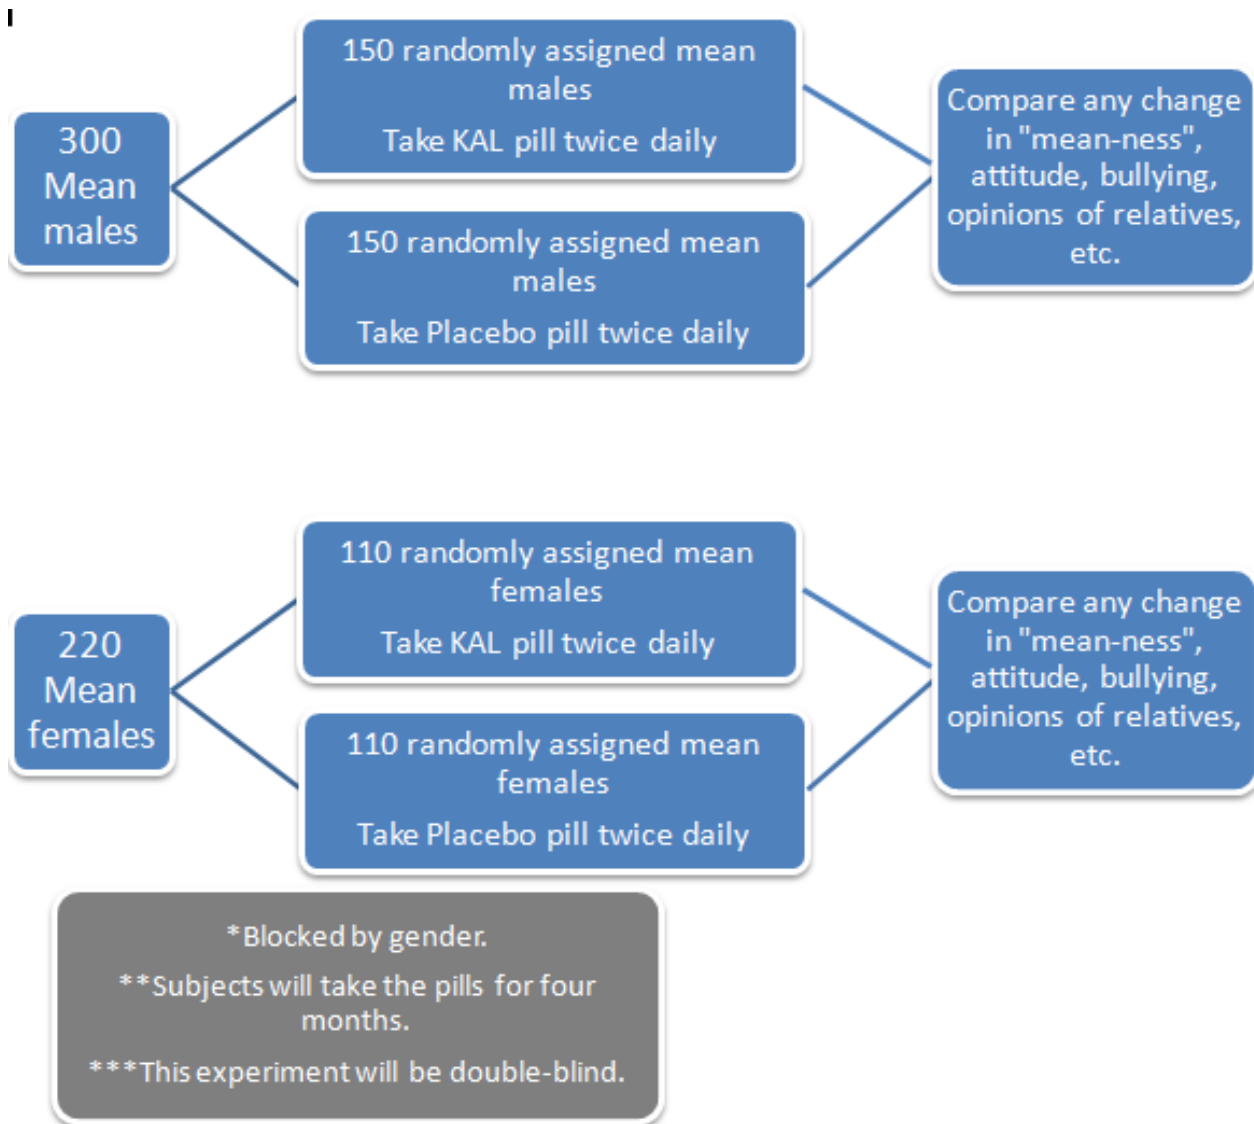 300
Mean
males
150 randomly assigned mean
males
Take KAL pill twice daily
150 randomly assigned mean
males
Take Placebo pill twice daily
Compare any change
in "mean-ness",
attitude, bullying,
opinions of relatives,
etc.
220
Mean
females
110 randomly assigned mean
females
Take KAL pill twice daily
110 randomly assigned mean
females
Take Placebo pill twice daily
Compare any change
in "mean-ness",
attitude, bullying,
opinions of relatives,
etc.
*Blocked by gender.
**Subjects will take the pills for four
months.
***This experiment will be double-blind.